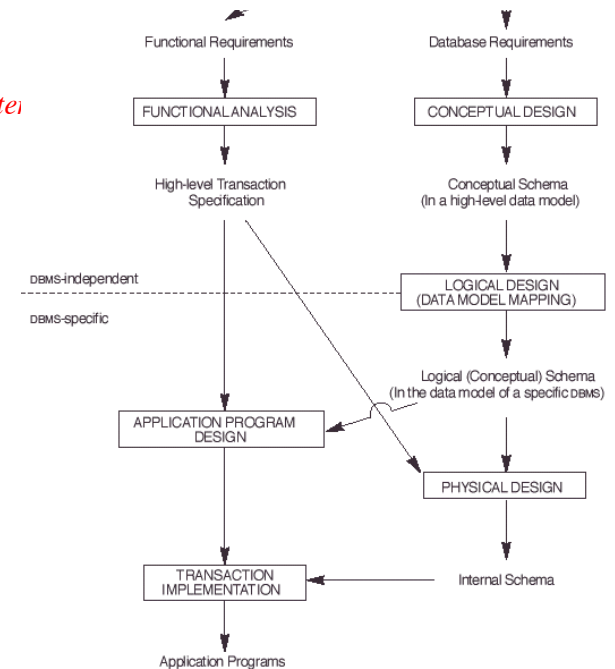 Functional Requirements
Database Requirements
FUNCTIONAL ANALYSIS
CONCEPTUAL DESIGN
High-level Transaction
Specification
Conceptual Schema
(In a high-level data model)
DBMS-independent
LOGICAL DESIGN
(DATA MODEL MAPPING)
DBMS-specific
Logical (Conceptual) Schema
(In the data model of a specific DBMS)
APPLICATION PROGRAM
DESIGN
PHYSICAL DESIGN
TRANSACTION
IMPLEMENTATION
Internal Schema
Application Programs